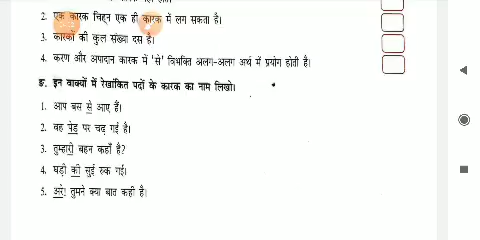 2. एक कारक चिह्न एक ही कारक में लग सकता है।
3. कारकों की कुल संख्या दस है।
4. करण और अपादान कारक में 'से' विभक्ति अलग-अलग अर्थ में प्रयोग होती है।
ङ. इन वाक्यों में रेखांकित पदों के कारक का नाम लिखो।
1. आप बस से आए हैं।
2. वह पेड़ पर चढ़ गई है।
3. तुम्हारी बहन कहाँ है?
4. घड़ी की सुई रुक गई।
5. अरे! तुमने क्या बात कही है।